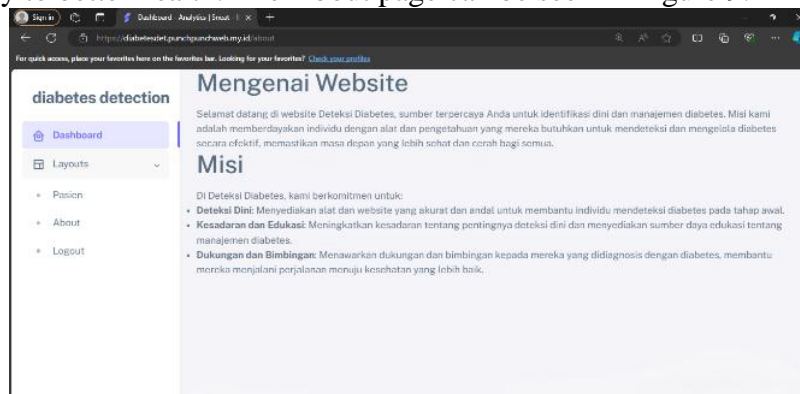 Sign in
Dashboard - Analytics | Sneat -
https://diabetesdet.punchpunchweb.my.id/about
For quick access, place your favorites here on the favorites bar. Looking for your favorites? Check your profiles
diabetes detection
Dashboard
Layouts
Pasien
About
Logout
Mengenai Website
Selamat datang di website Deteksi Diabetes, sumber terpercaya Anda untuk identifikasi dini dan manajemen diabetes. Misi kami
adalah memberdayakan individu dengan alat dan pengetahuan yang mereka butuhkan untuk mendeteksi dan mengelola diabetes
secara efektif, memastikan masa depan yang lebih sehat dan cerah bagi semua.
Misi
Di Deteksi Diabetes, kami berkomitmen untuk:
• Deteksi Dini: Menyediakan alat dan website yang akurat dan andal untuk membantu individu mendeteksi diabetes pada tahap awal.
• Kesadaran dan Edukasi: Meningkatkan kesadaran tentang pentingnya deteksi dini dan menyediakan sumber daya edukasi tentang
manajemen diabetes.
• Dukungan dan Bimbingan: Menawarkan dukungan dan bimbingan kepada mereka yang didiagnosis dengan diabetes, membantu
mereka menjalani perjalanan menuju kesehatan yang lebih baik.